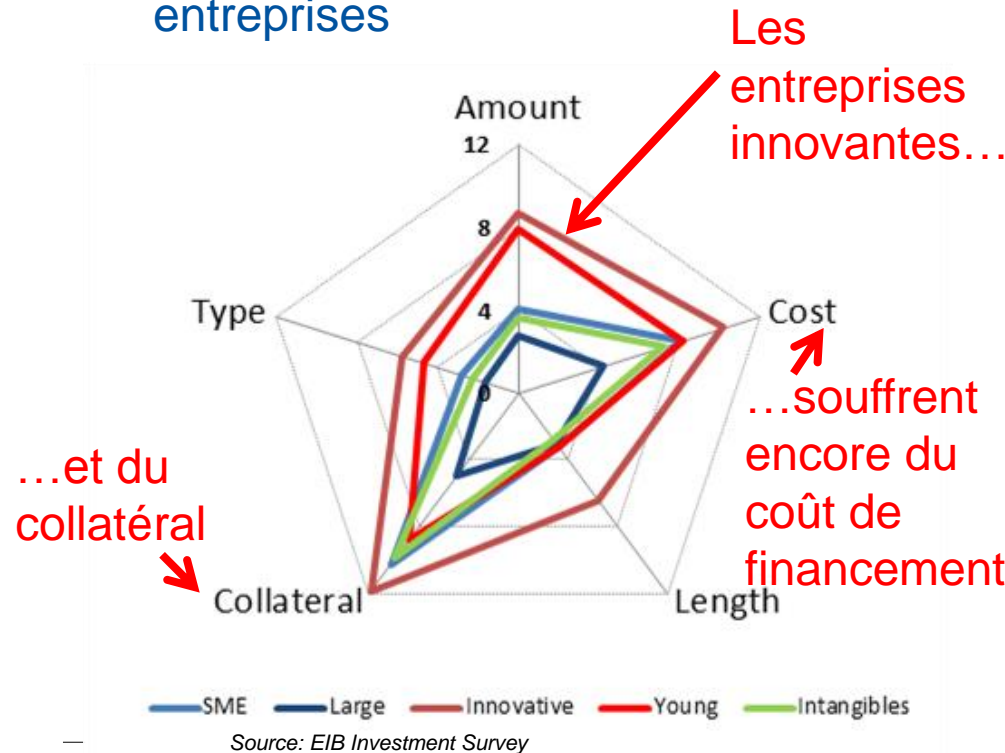 entreprises
Les
entreprises
innovantes…
Amount
12
8
4
0
Type
Cost
…souffrent
encore du
coût de
financement
…et du
collatéral
Collateral
Length
SME
Large
Innovative
Young
Intangibles
Source: EIB Investment Survey